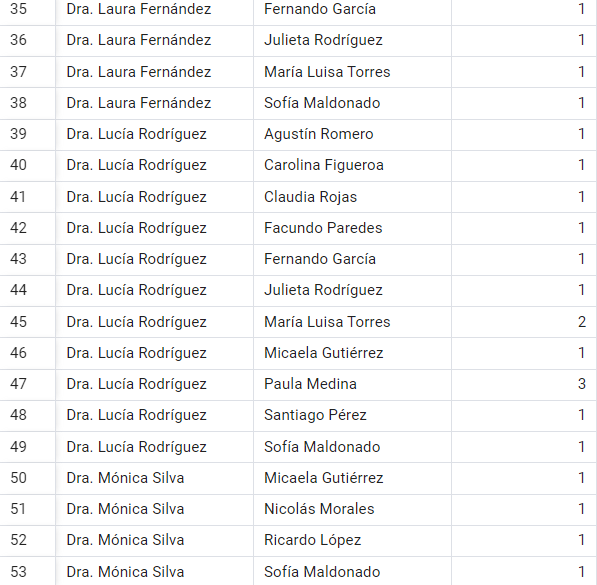 35 Dra. Laura Fernández Fernando García 1
36 Dra. Laura Fernández Julieta Rodríguez 1
37 Dra. Laura Fernández María Luisa Torres 1
38 Dra. Laura Fernández Sofía Maldonado 1
39 Dra. Lucía Rodríguez Agustín Romero 1
40 Dra. Lucía Rodríguez Carolina Figueroa 1
41 Dra. Lucía Rodríguez Claudia Rojas 1
42 Dra. Lucía Rodríguez Facundo Paredes 1
43 Dra. Lucía Rodríguez Fernando García 1
44 Dra. Lucía Rodríguez Julieta Rodríguez 1
45 Dra. Lucía Rodríguez María Luisa Torres 2
46 Dra. Lucía Rodríguez Micaela Gutiérrez 1
47 Dra. Lucía Rodríguez Paula Medina 3
48 Dra. Lucía Rodríguez Santiago Pérez 1
49 Dra. Lucía Rodríguez Sofía Maldonado 1
50 Dra. Mónica Silva Micaela Gutiérrez 1
51 Dra. Mónica Silva Nicolás Morales 1
52 Dra. Mónica Silva Ricardo López 1
53 Dra. Mónica Silva Sofía Maldonado 1